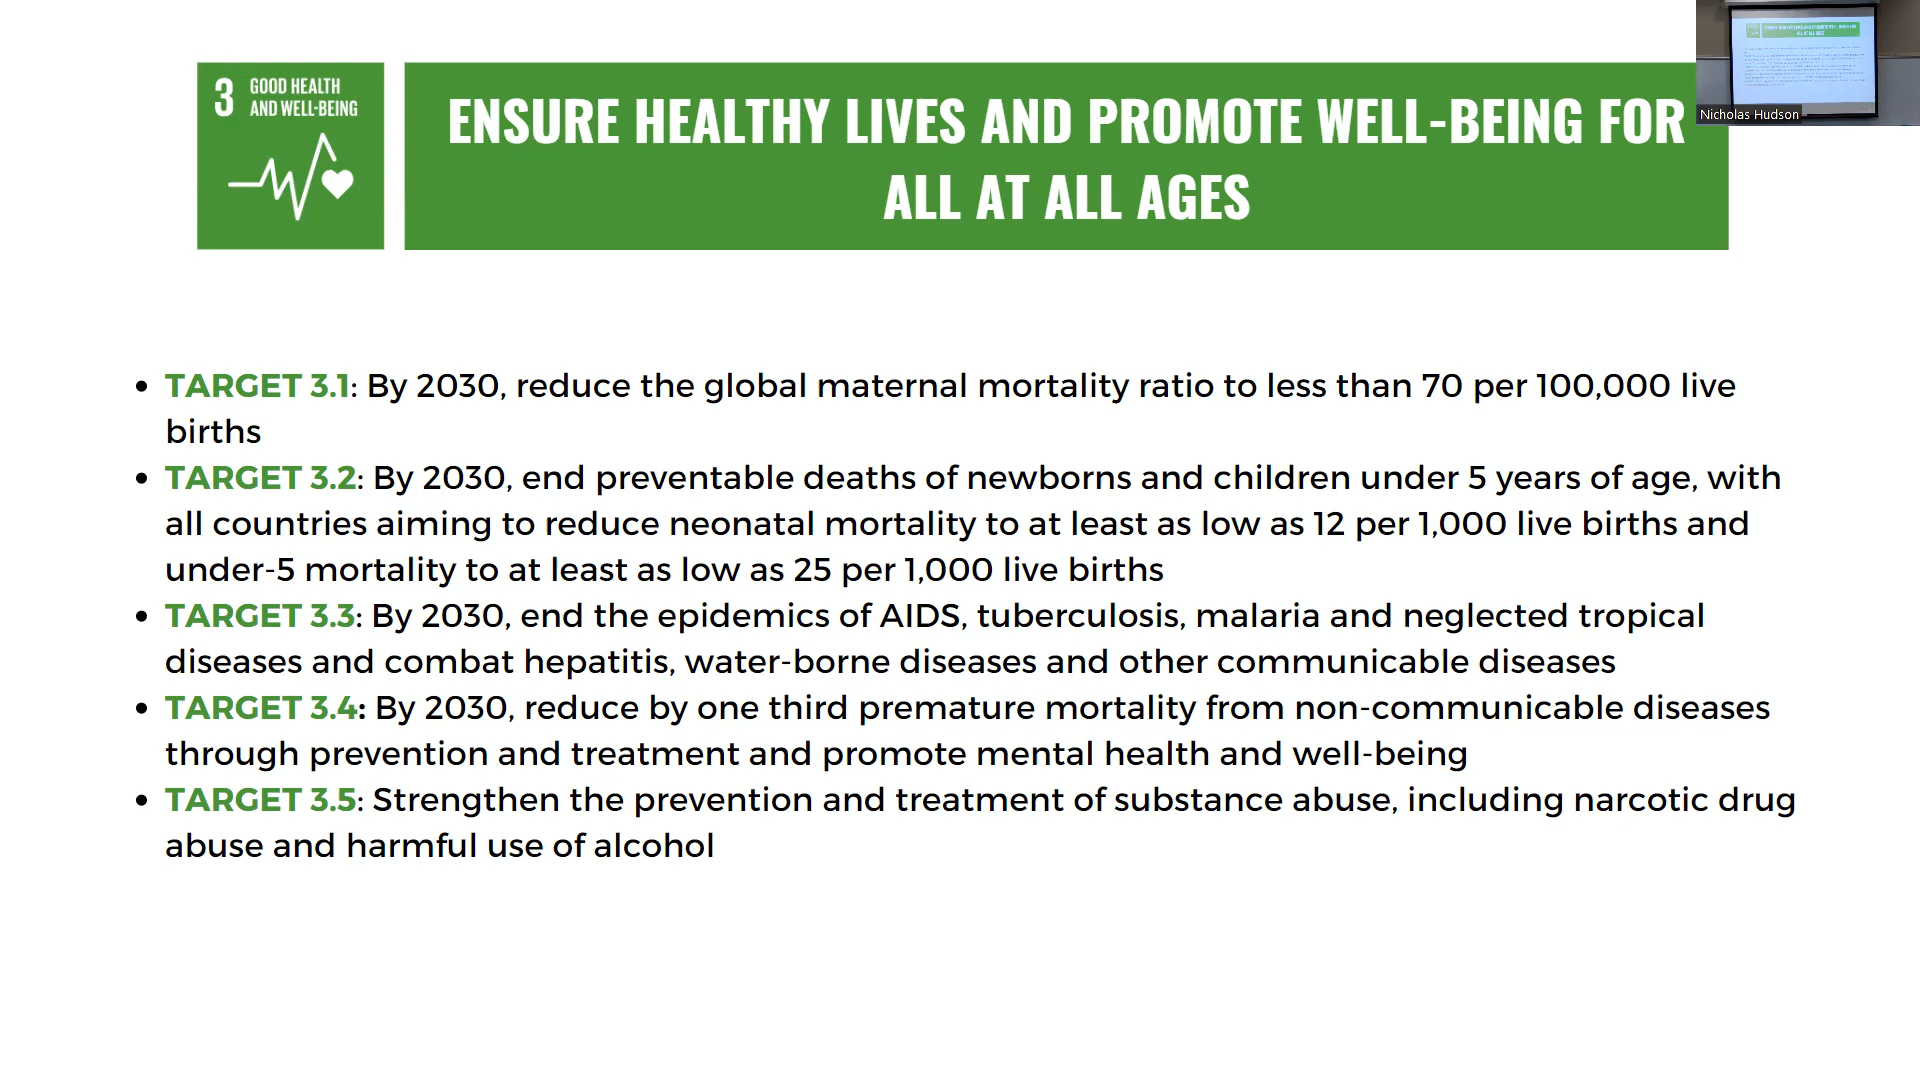 3 GOOD HEALTH
AND WELL-BEING
ENSURE HEALTHY LIVES AND PROMOTE WELL-BEING FOR
ALL AT ALL AGES
Nicholas Hudson
• TARGET 3.1: By 2030, reduce the global maternal mortality ratio to less than 70 per 100,000 live
births
• TARGET 3.2: By 2030, end preventable deaths of newborns and children under 5 years of age, with
all countries aiming to reduce neonatal mortality to at least as low as 12 per 1,000 live births and
under-5 mortality to at least as low as 25 per 1,000 live births
• TARGET 3.3: By 2030, end the epidemics of AIDS, tuberculosis, malaria and neglected tropical
diseases and combat hepatitis, water-borne diseases and other communicable diseases
• TARGET 3.4: By 2030, reduce by one third premature mortality from non-communicable diseases
through prevention and treatment and promote mental health and well-being
• TARGET 3.5: Strengthen the prevention and treatment of substance abuse, including narcotic drug
abuse and harmful use of alcohol